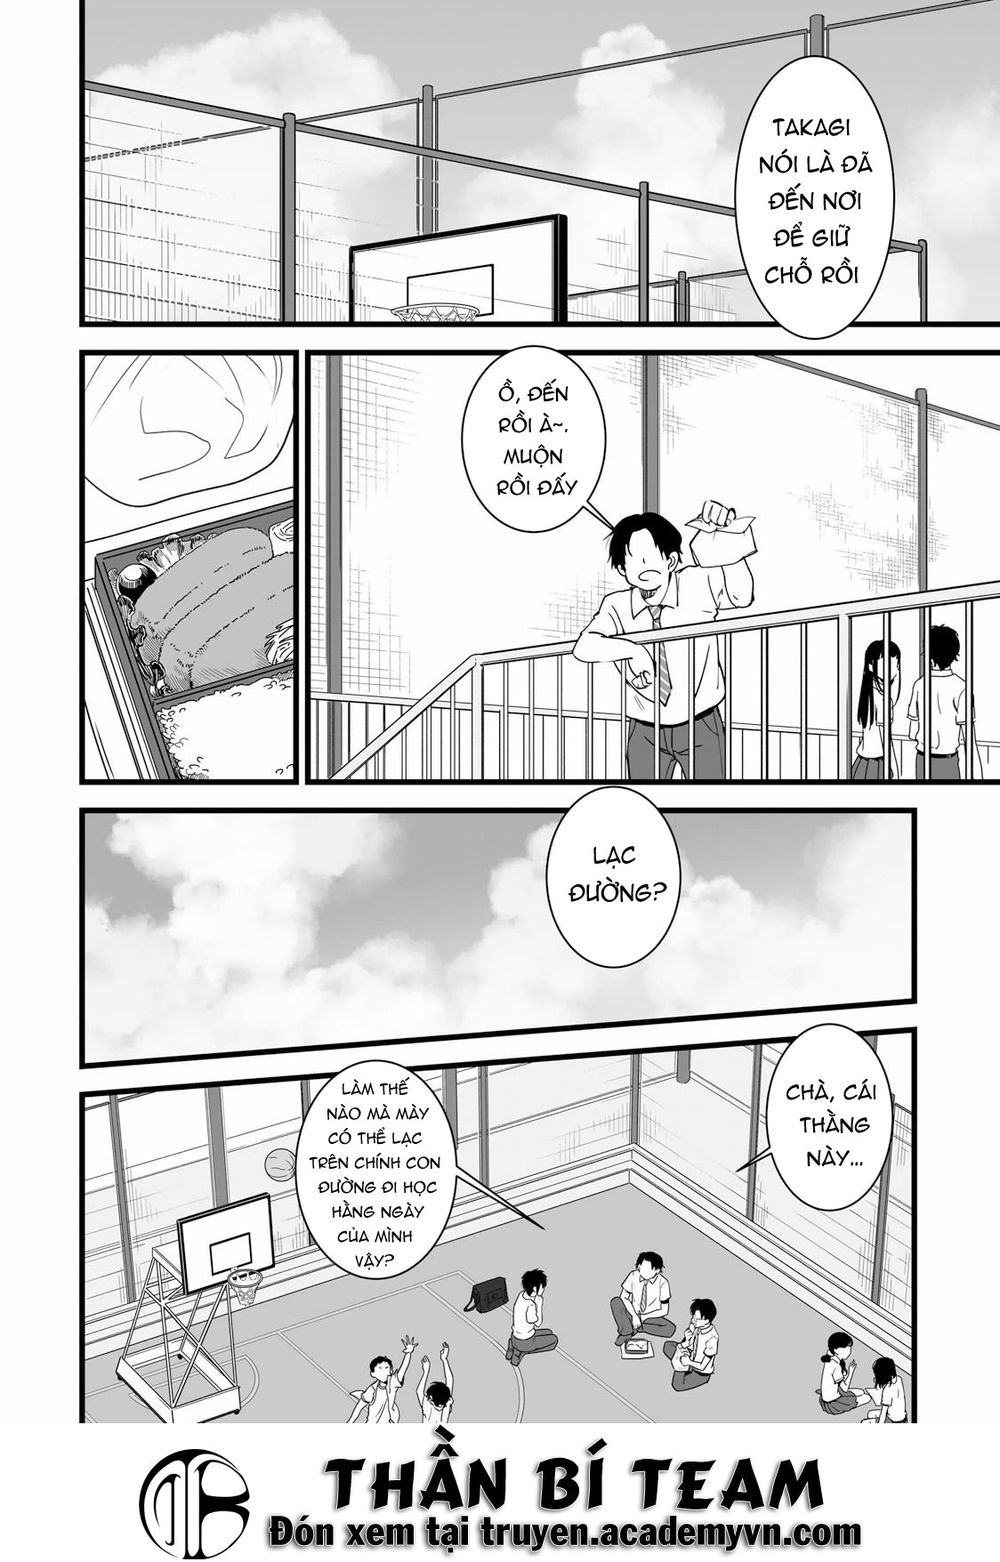 TAKAGI
NÓI LÀ ĐÃ
ĐẾN NƠI
ĐỂ GIỮ
CHỖ RỒI
Ồ, ĐẾN
RỒI À~.
MUỘN
RỒI ĐẤY
LẠC
ĐƯỜNG?
CHÀ, CÁI
THẰNG
NÀY...
LÀM THẾ
NÀO MÀ MÀY
CÓ THỂ LẠC
TRÊN CHÍNH CON
ĐƯỜNG ĐI HỌC
HẰNG NGÀY
CỦA MÌNH
VẬY?
THẦN BÍ TEAM
Đón xem tại truyen.academyvn.com